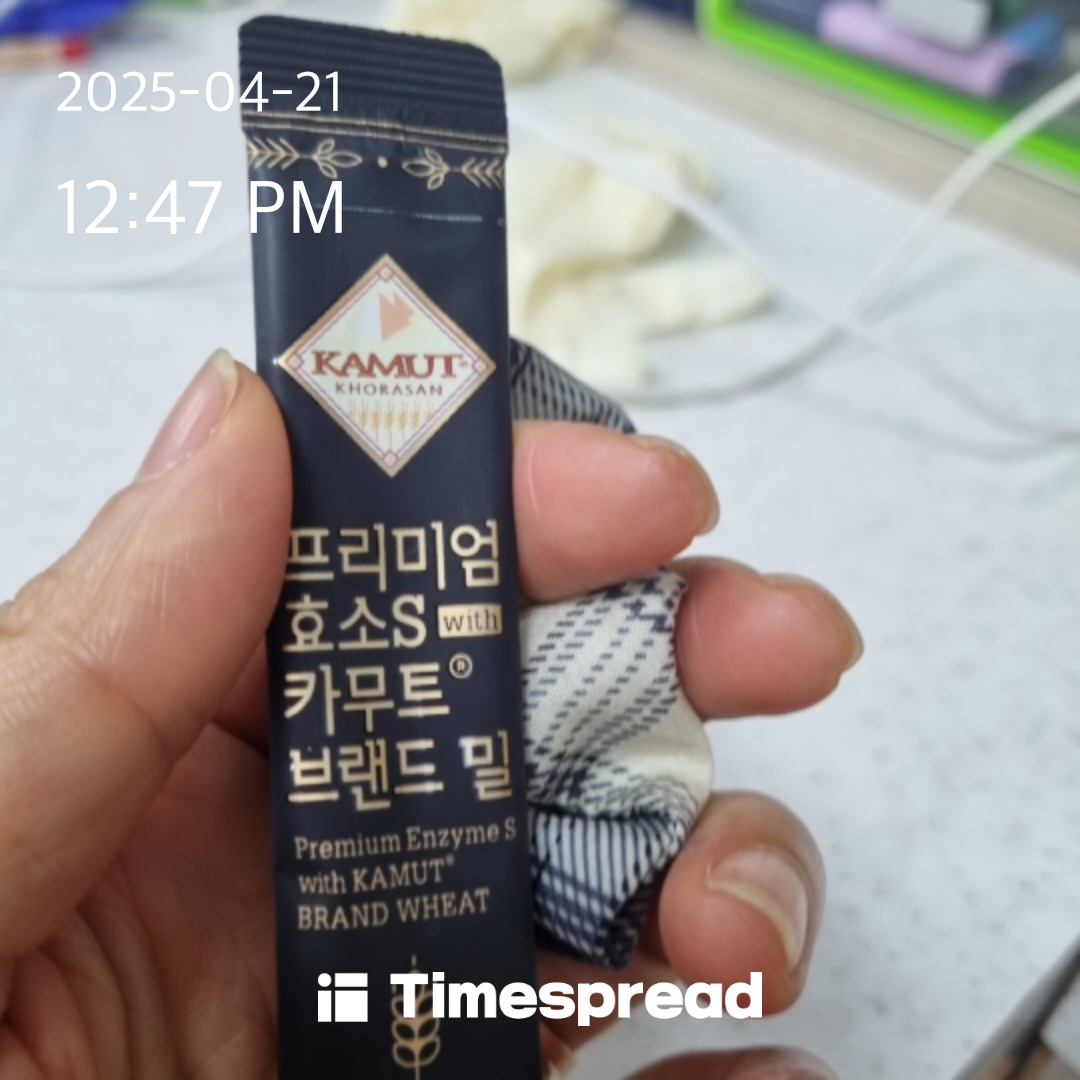 2025-04-21
12:47 PM
KAMUT®
KHORASAN
프리미엄
효소S with
카무트®
브랜드 밀
Premium Enzyme S
with KAMUT®
BRAND WHEAT
Timespread